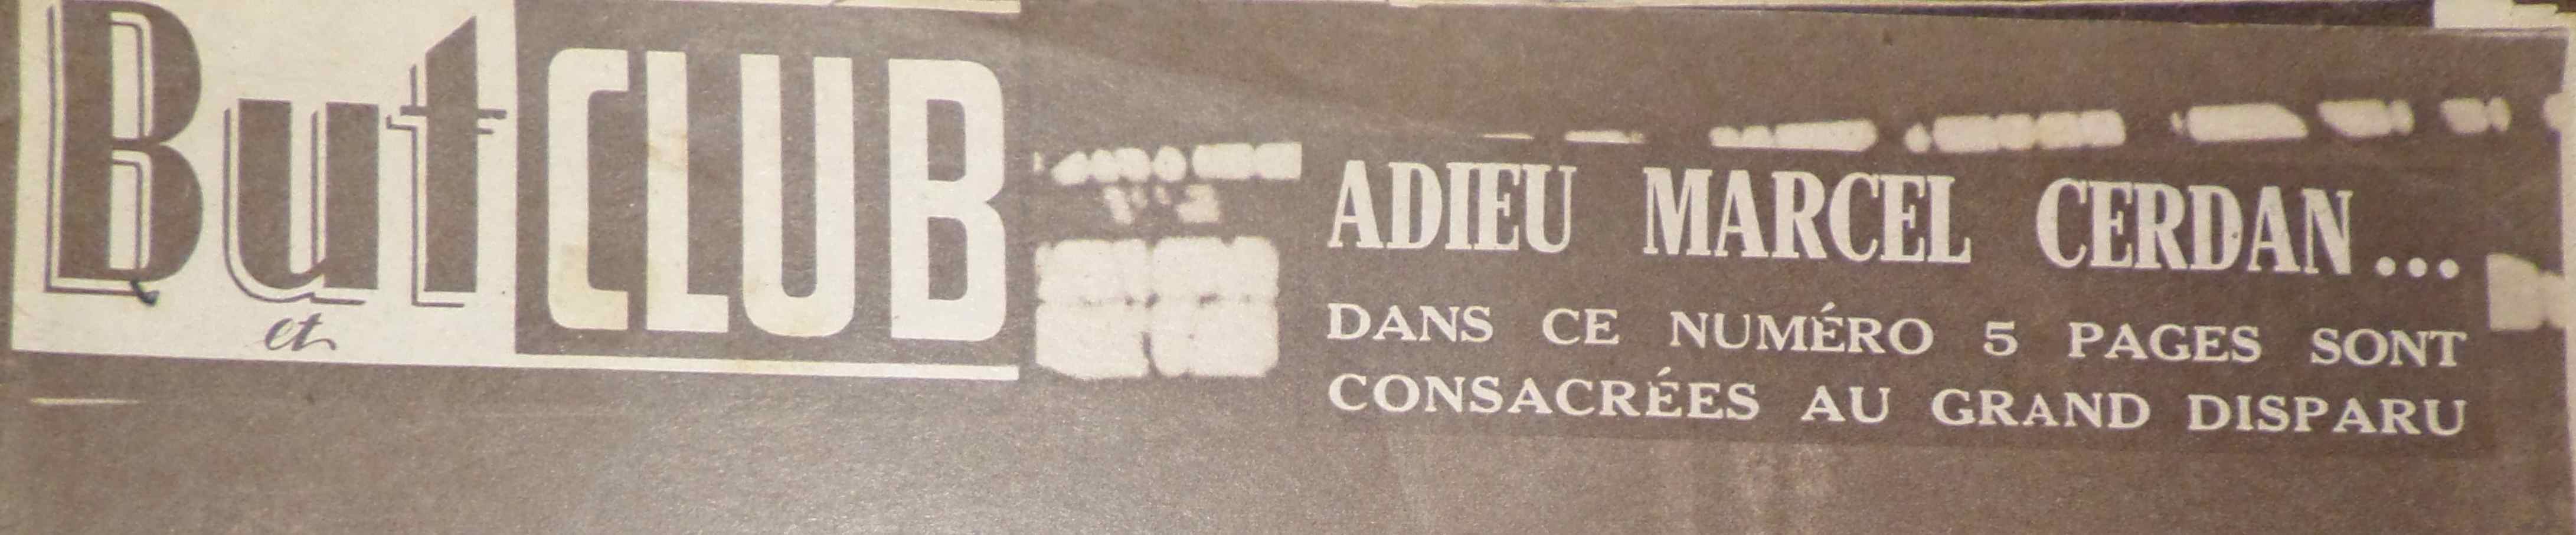 But
et
CLUB
ADIEU MARCEL CERDAN...
DANS CE NUMÉRO 5 PAGES SONT
CONSACRÉES AU GRAND DISPARU